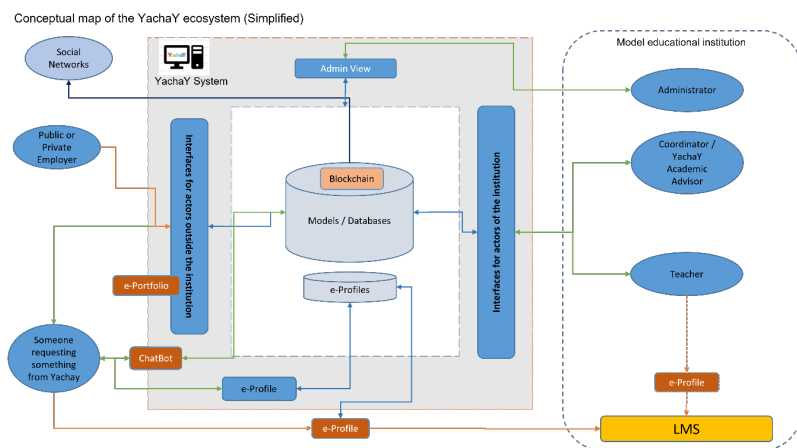 Conceptual map of the YachaY ecosystem (Simplified)
Social
Networks
YachaY
YachaY System
Admin View
Model educational institution
Administrator
Public or
Private
Employer
Interfaces for actors outside the institution
Blockchain
Models / Databases
Interfaces for actors of the institution
Coordinator /
YachaY
Academic
Advisor
e-Portfolio
e-Profiles
Teacher
Someone
requesting
something
from Yachay
ChatBot
e-Profile
e-Profile
e-Profile
LMS